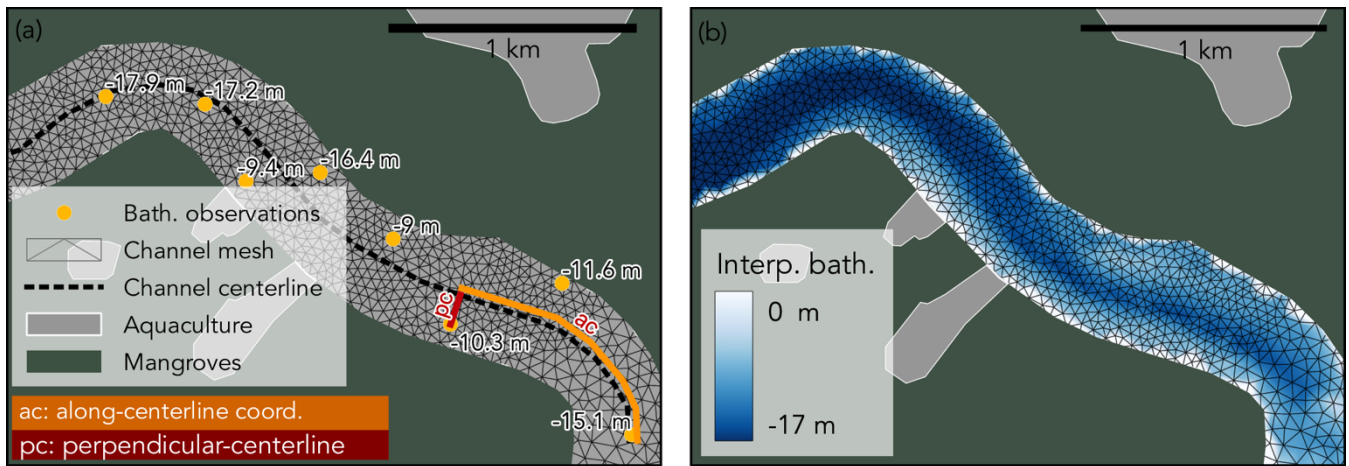 (a)
1 km
-17.9 m
-17.2 m
-16.4 m
-9.4 m
-9 m
-11.6 m
pc
ac
-10.3 m
-15.1 m
Bath. observations
Channel mesh
Channel centerline
Aquaculture
Mangroves
ac: along-centerline coord.
pc: perpendicular-centerline
(b)
1 km
Interp. bath.
0 m
-17 m